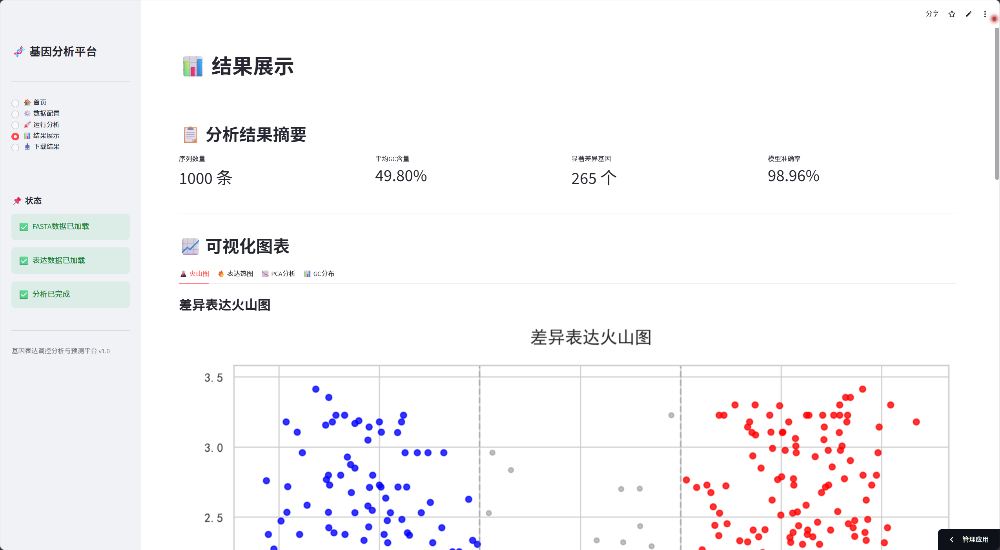 分享
基因分析平台
首页
数据配置
运行分析
结果展示
下载结果
状态
FASTA数据已加载
表达数据已加载
分析已完成
基因表达调控分析与预测平台 v1.0
结果展示
分析结果摘要
序列数量 平均GC含量 显著差异基因 模型准确率
1000 条 49.80% 265 个 98.96%
可视化图表
火山图 表达热图 PCA分析 GC分布
差异表达火山图
差异表达火山图
3.5
3.0
2.5
管理应用